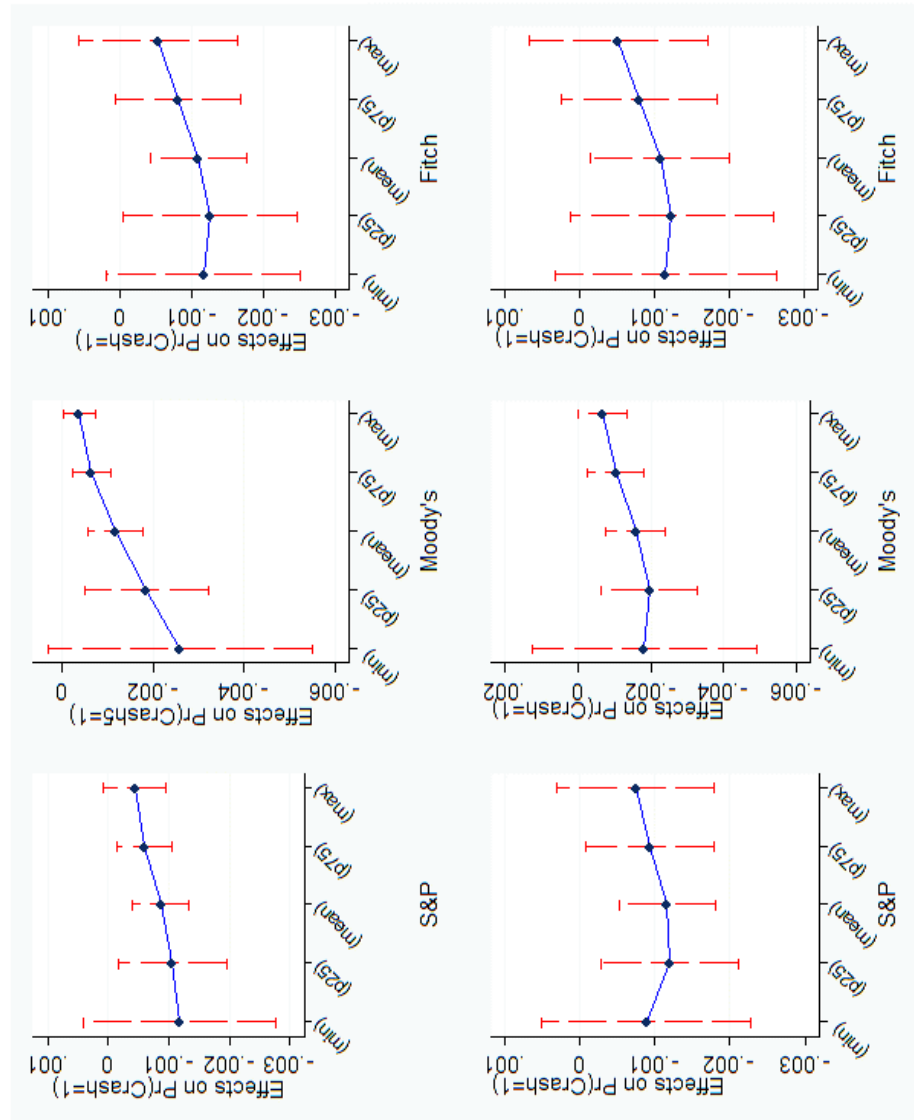 Effects on Pr(Crash=1)
.001
0
-.001
-.002
-.003
(min)
(p25)
(mean)
(p75)
(max)
S&P
Effects on Pr(Crash5=1)
0
-.002
-.004
-.006
(min)
(p25)
(mean)
(p75)
(max)
Moody's
Effects on Pr(Crash=1)
.001
0
-.001
-.002
-.003
(min)
(p25)
(mean)
(p75)
(max)
Fitch
Effects on Pr(Crash=1)
.001
0
-.001
-.002
-.003
(min)
(p25)
(mean)
(p75)
(max)
S&P
Effects on Pr(Crash=1)
.002
0
-.002
-.004
-.006
(min)
(p25)
(mean)
(p75)
(max)
Moody's
Effects on Pr(Crash=1)
.001
0
-.001
-.002
-.003
(min)
(p25)
(mean)
(p75)
(max)
Fitch